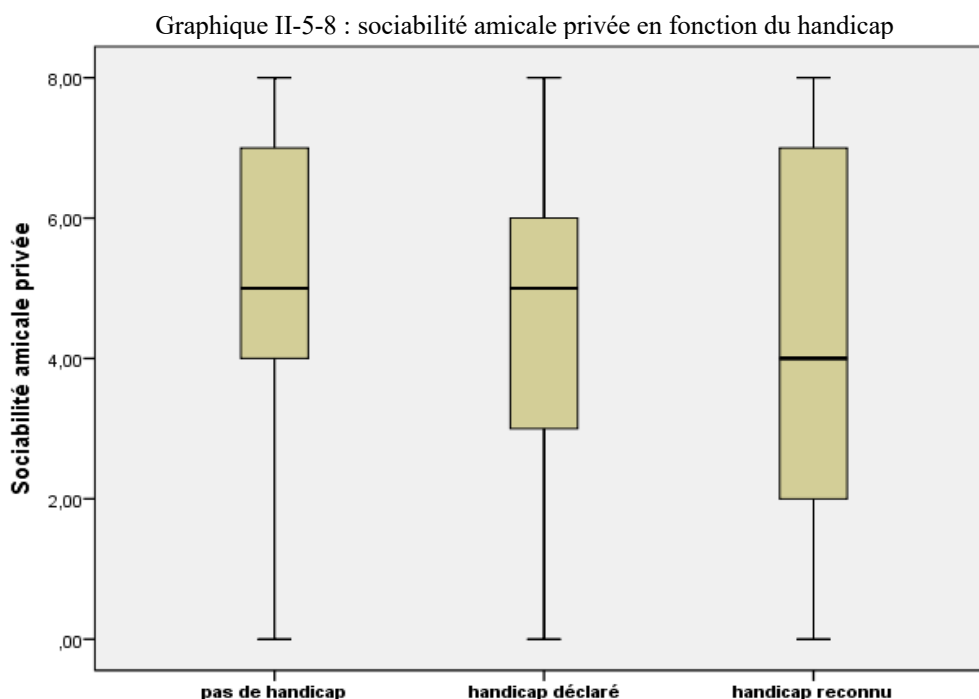 Graphique II-5-8 : sociabilité amicale privée en fonction du handicap
8,00
6,00
4,00
2,00
,00
Sociabilité amicale privée
pas de handicap
handicap déclaré
handicap reconnu